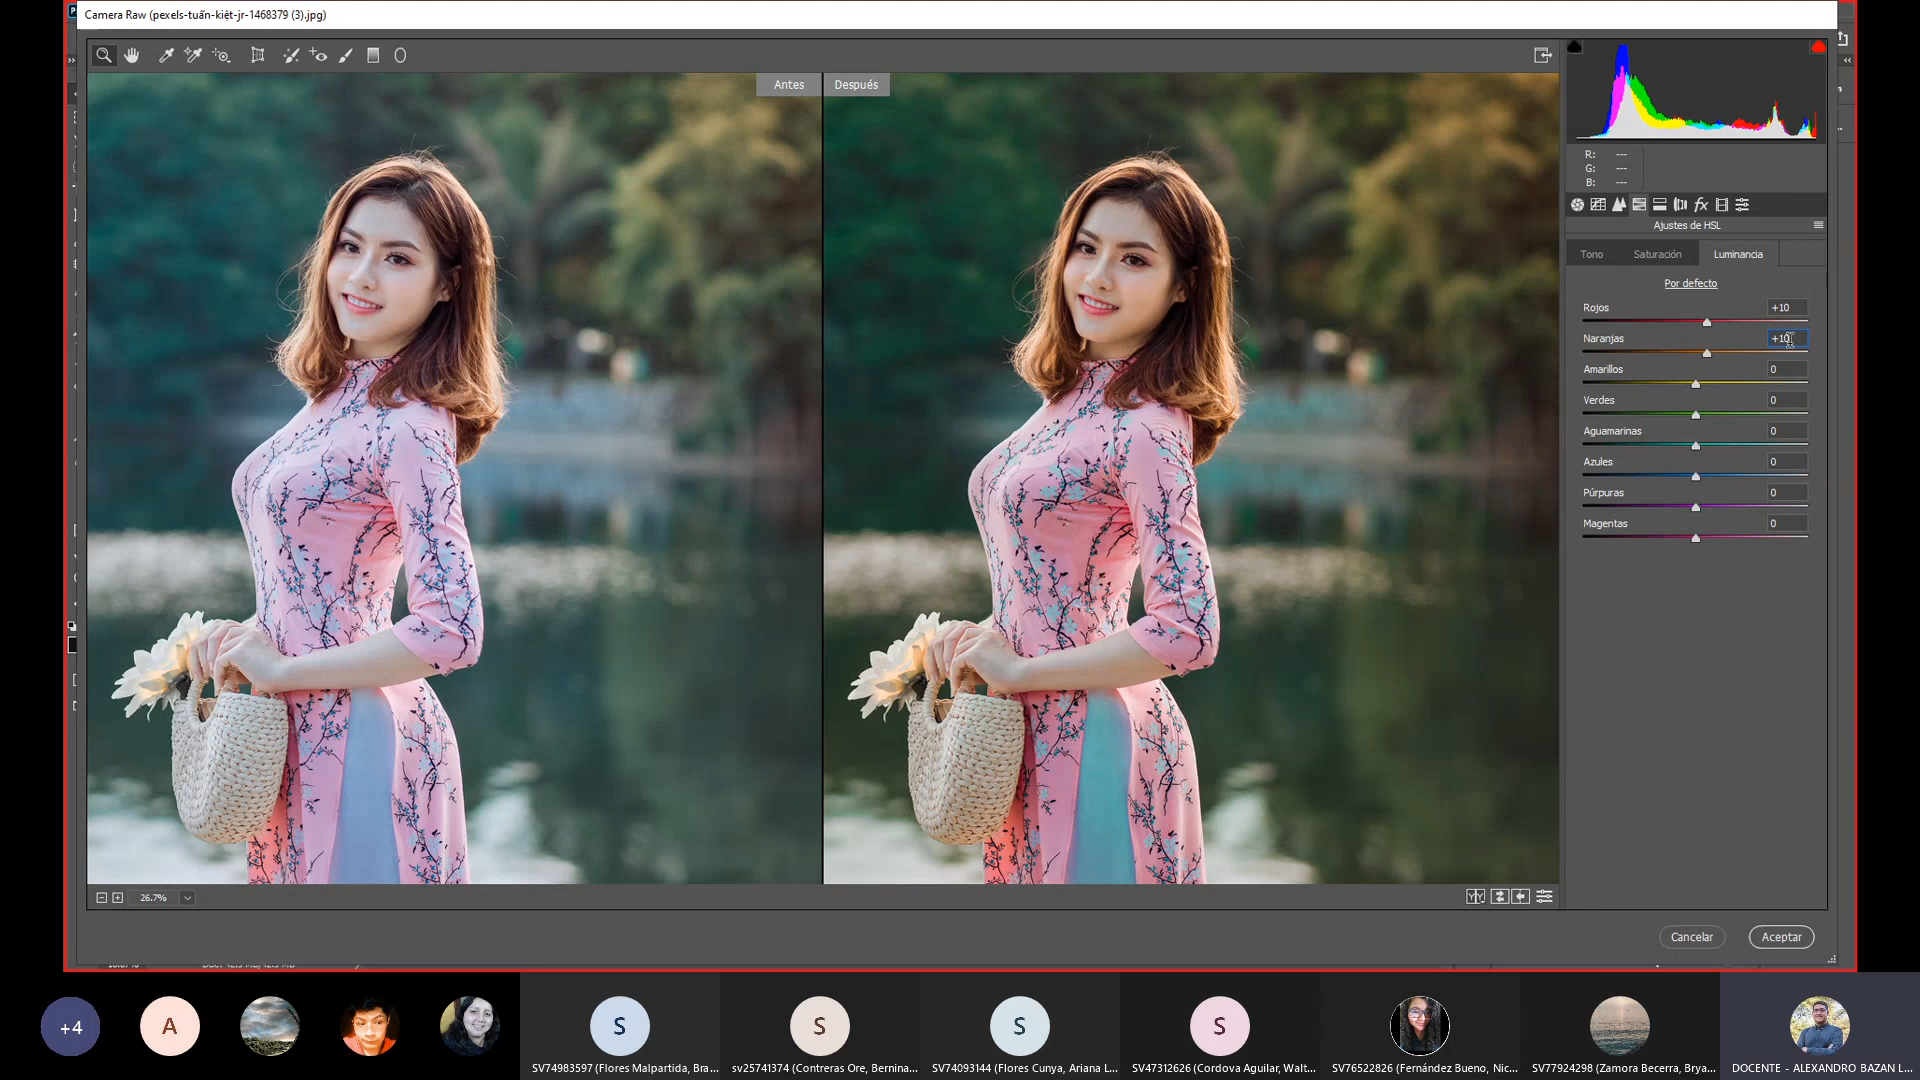 Camera Raw (pexels-tuấn-kiệt-jr-1468379 (3).jpg)
Antes
Después
R: ---
G: ---
B: ---
Ajustes de HSL
Tono
Saturación
Luminancia
Por defecto
Rojos +10
Naranjas +10
Amarillos 0
Verdes 0
Aguamarinas 0
Azules 0
Púrpuras 0
Magentas 0
26.7%
Cancelar
Aceptar
+4
A
S
S
S
S
SV74983597 (Flores Malpartida, Bra...
sv25741374 (Contreras Ore, Bernina...
SV74093144 (Flores Cunya, Ariana L...
SV47312626 (Cordova Aguilar, Walt...
SV76522826 (Fernández Bueno, Nic...
SV77924298 (Zamora Becerra, Brya...
DOCENTE - ALEXANDRO BAZAN L...